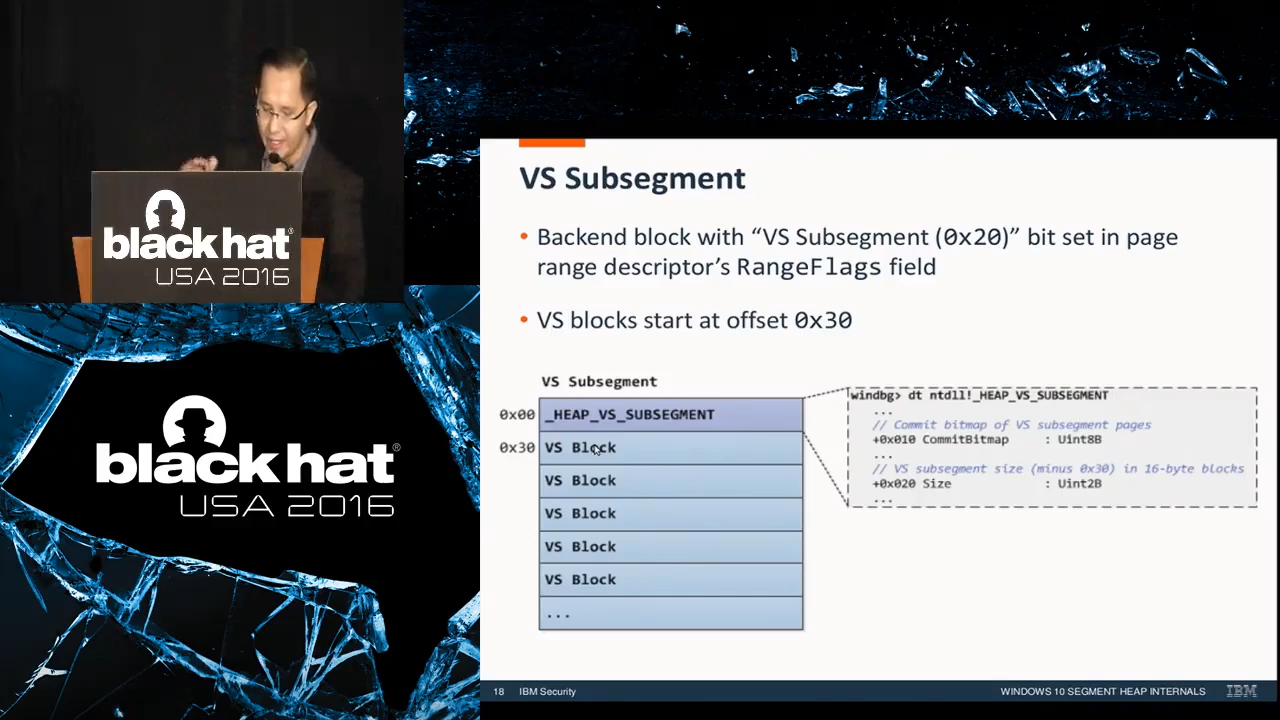 black hat®
USA 2016
black hat®
USA 2016
VS Subsegment
• Backend block with “VS Subsegment (0x20)” bit set in page
range descriptor’s RangeFlags field
• VS blocks start at offset 0x30
VS Subsegment
0x00 _HEAP_VS_SUBSEGMENT
0x30 VS Block
VS Block
VS Block
VS Block
VS Block
...
windbg> dt ntdll!_HEAP_VS_SUBSEGMENT
...
// Commit bitmap of VS subsegment pages
+0x010 CommitBitmap : Uint8B
...
// VS subsegment size (minus 0x30) in 16-byte blocks
+0x020 Size : Uint2B
...
18 IBM Security
WINDOWS 10 SEGMENT HEAP INTERNALS IBM